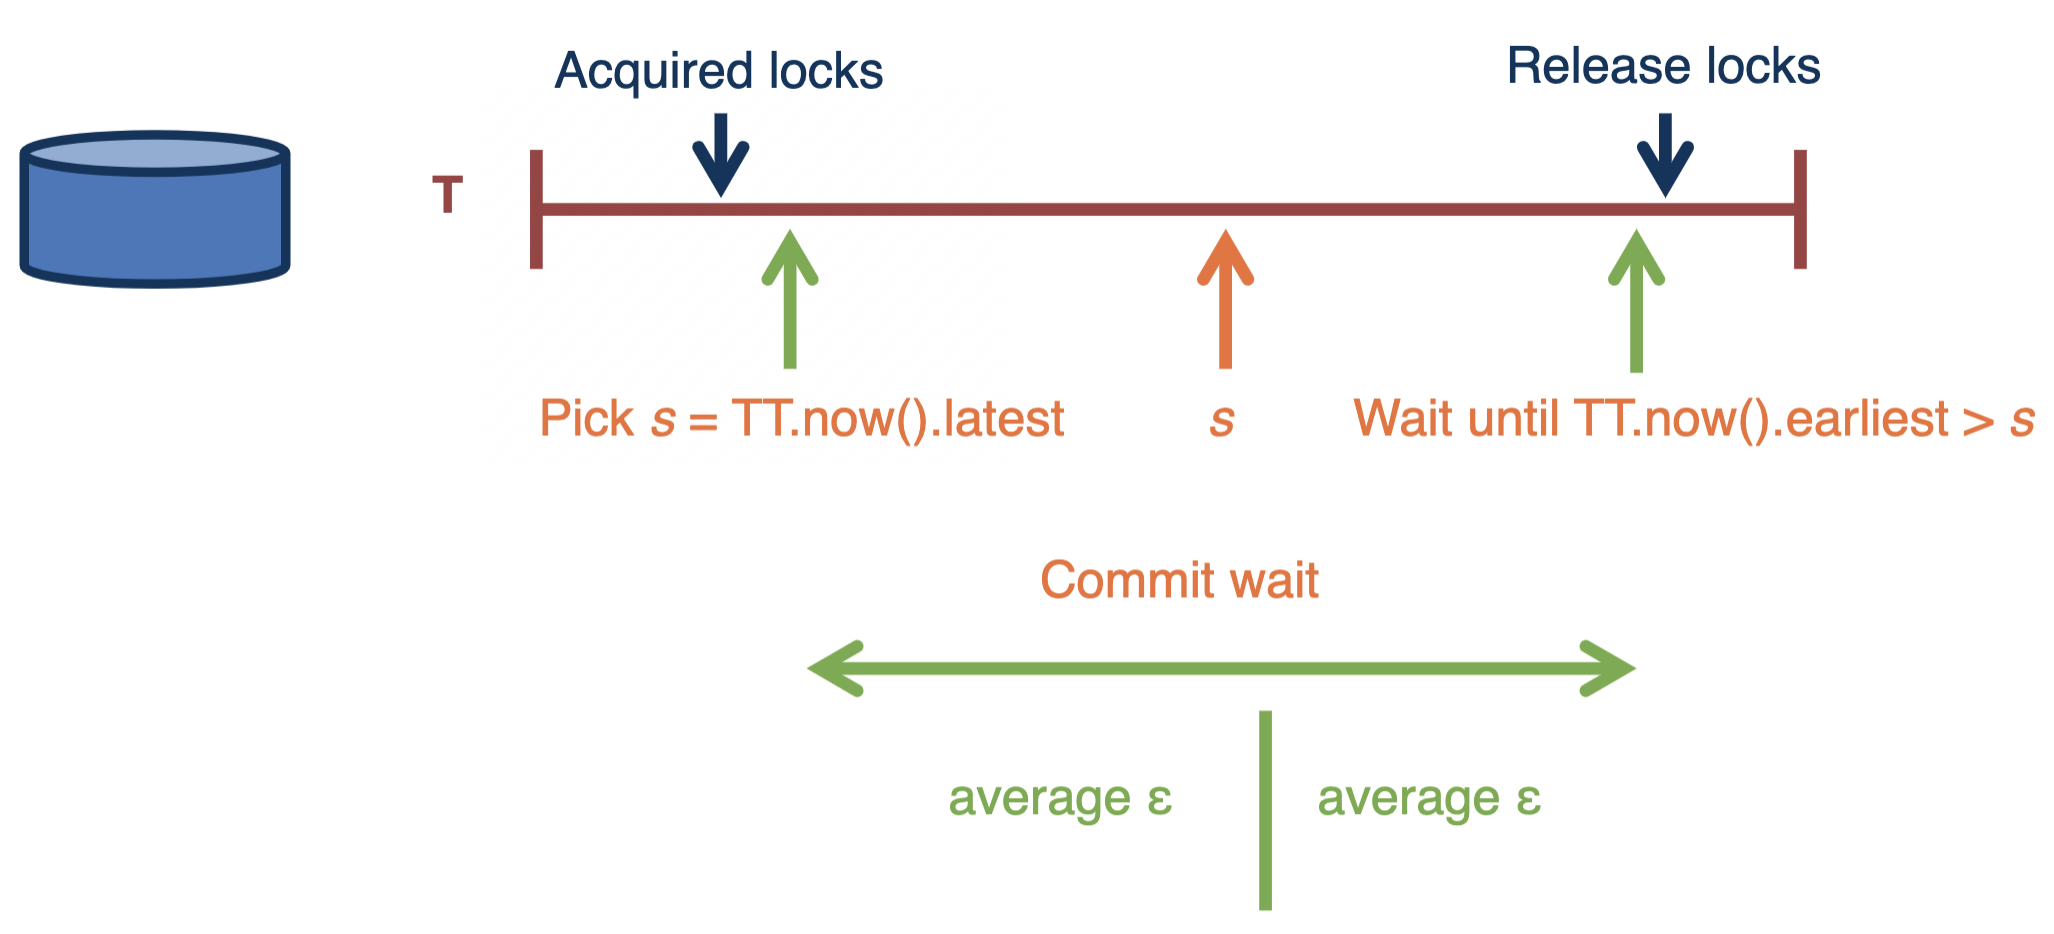 Acquired locks
Release locks
T
Pick s = TT.now().latest
s
Wait until TT.now().earliest > s
Commit wait
average ε
average ε